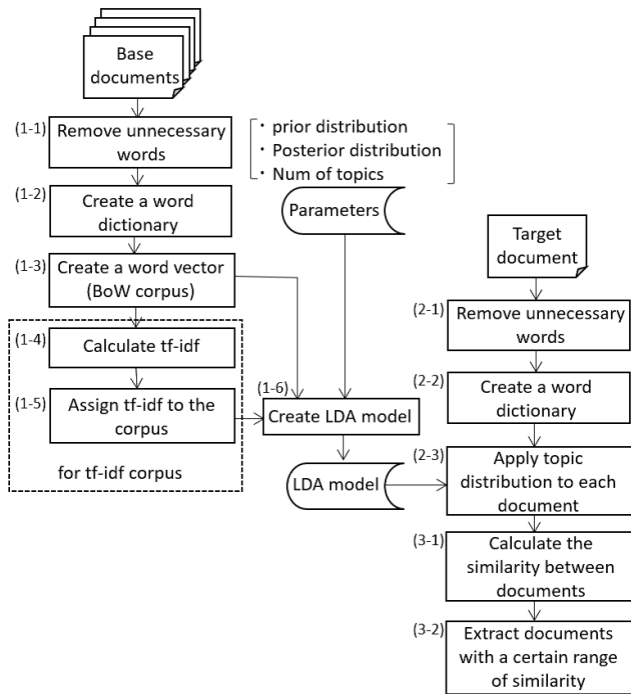 Base
documents
(1-1)
Remove unnecessary
words
・ prior distribution
・ Posterior distribution
・ Num of topics
(1-2)
Create a word
dictionary
Parameters
(1-3)
Create a word vector
(BoW corpus)
(1-4)
Calculate tf-idf
(1-5)
Assign tf-idf to the
corpus
for tf-idf corpus
(1-6)
Create LDA model
LDA model
Target
document
(2-1)
Remove unnecessary
words
(2-2)
Create a word
dictionary
(2-3)
Apply topic
distribution to each
document
(3-1)
Calculate the
similarity between
documents
(3-2)
Extract documents
with a certain range
of similarity